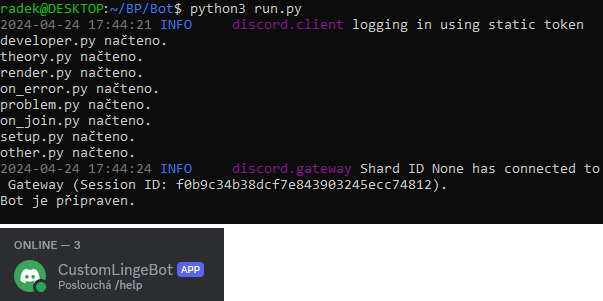 radek@DESKTOP:~/BP/Bot$ python3 run.py
2024-04-24 17:44:21 INFO     discord.client logging in using static token
developer.py načteno.
theory.py načteno.
render.py načteno.
on_error.py načteno.
problem.py načteno.
on_join.py načteno.
setup.py načteno.
other.py načteno.
2024-04-24 17:44:24 INFO     discord.gateway Shard ID None has connected to
 Gateway (Session ID: f0b9c34b38dcf7e843903245ecc74812).
Bot je připraven.
ONLINE — 3
CustomLingeBot APP
Poslouchá /help